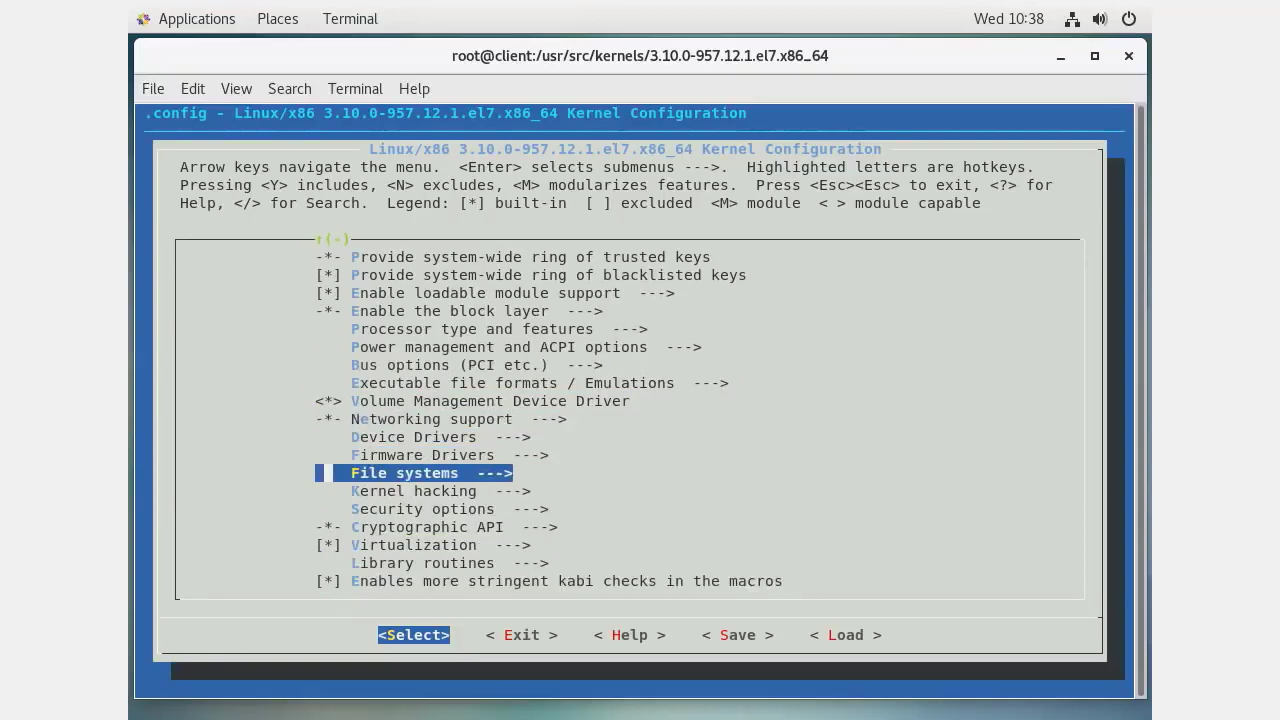 Applications Places Terminal Wed 10:38
root@client:/usr/src/kernels/3.10.0-957.12.1.el7.x86_64
File Edit View Search Terminal Help
.config - Linux/x86 3.10.0-957.12.1.el7.x86_64 Kernel Configuration
Linux/x86 3.10.0-957.12.1.el7.x86_64 Kernel Configuration
Arrow keys navigate the menu.  <Enter> selects submenus --->.  Highlighted letters are hotkeys.
Pressing <Y> includes, <N> excludes, <M> modularizes features.  Press <Esc><Esc> to exit, <?> for
Help, </> for Search.  Legend: [*] built-in  [ ] excluded  <M> module  < > module capable
↑(-)
-*- Provide system-wide ring of trusted keys
[*] Provide system-wide ring of blacklisted keys
[*] Enable loadable module support  --->
-*- Enable the block layer  --->
Processor type and features  --->
Power management and ACPI options  --->
Bus options (PCI etc.)  --->
Executable file formats / Emulations  --->
<*> Volume Management Device Driver
-*- Networking support  --->
Device Drivers  --->
Firmware Drivers  --->
File systems  --->
Kernel hacking  --->
Security options  --->
-*- Cryptographic API  --->
[*] Virtualization  --->
Library routines  --->
[*] Enables more stringent kabi checks in the macros
<Select> < Exit > < Help > < Save > < Load >